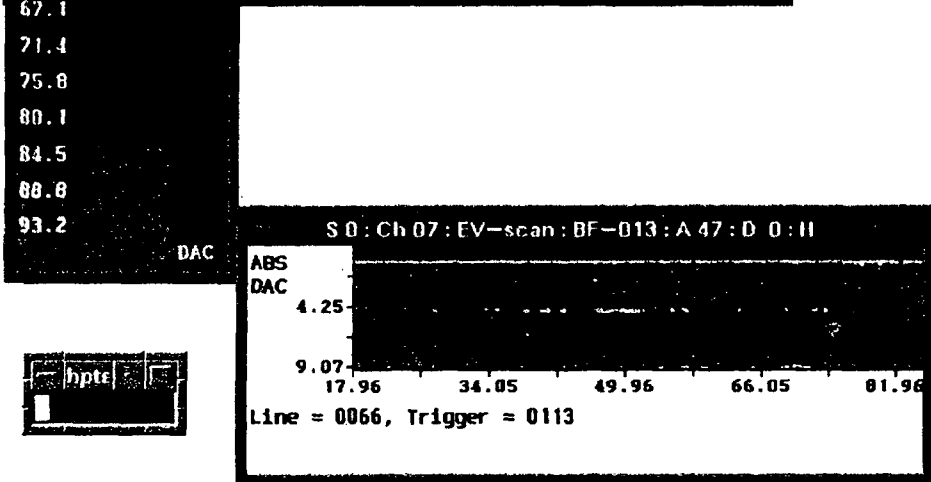 67.1
71.4
75.8
80.1
84.5
88.8
93.2
DAC
S 0 : Ch 07 : EV-scan : BF-013 : A 47 : D 0 : H
ABS
DAC
4.25
9.07
17.96 34.05 49.96 66.05 81.96
Line = 0066, Trigger = 0113